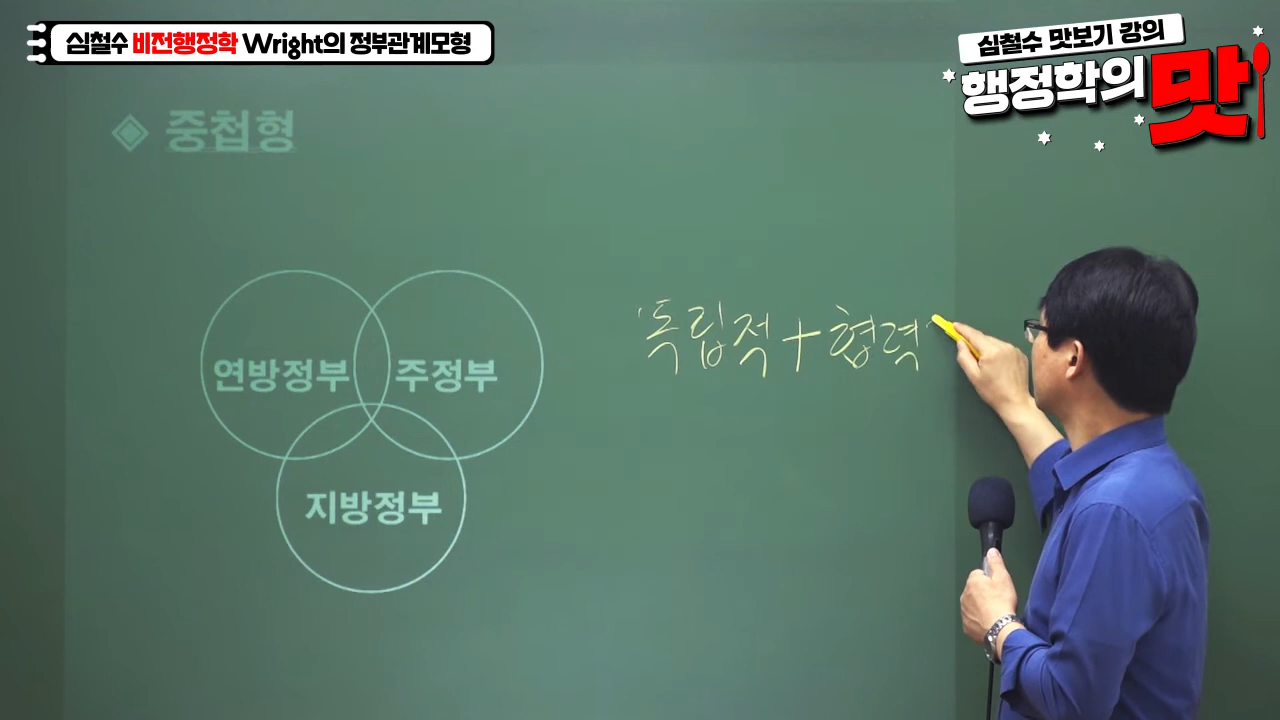 심철수 비전행정학 Wright의 정부관계모형
심철수 맛보기 강의
행정학의 맛
◈ 중첩형
연방정부 주정부
지방정부
'독립적 + 협력